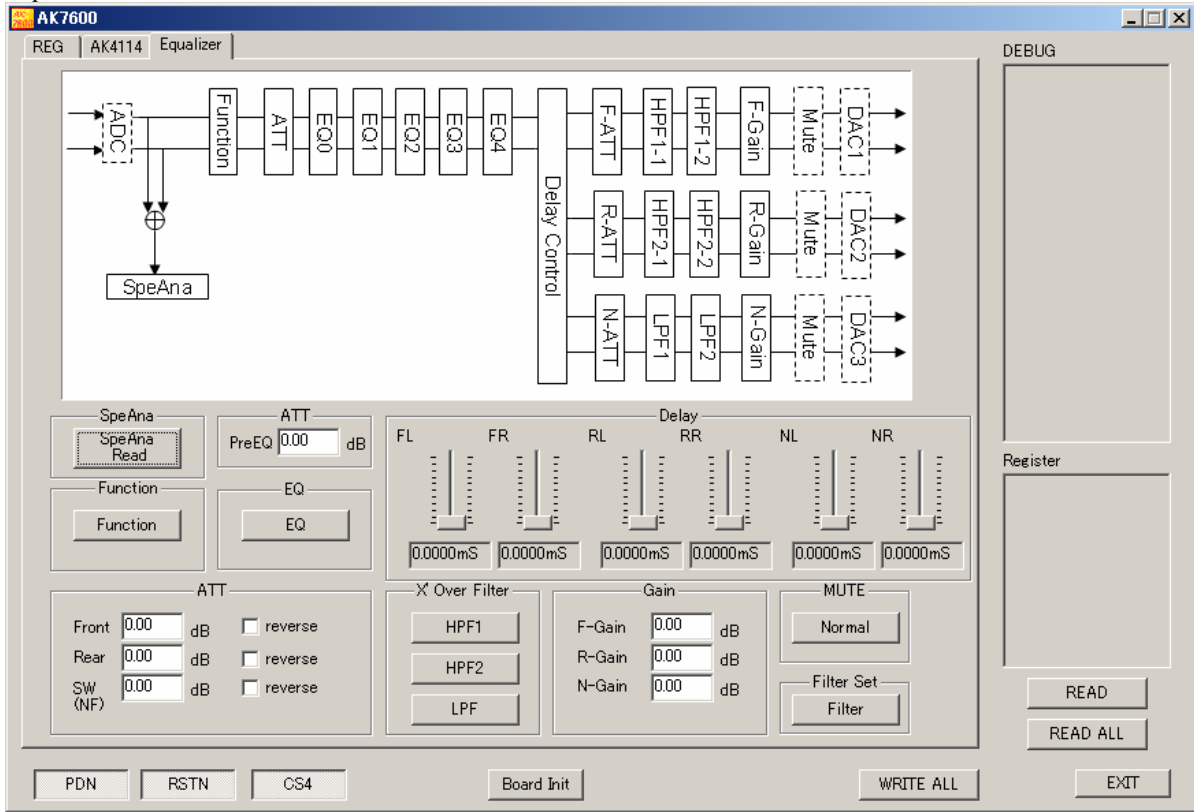 AK7600
REG
AK4114
Equalizer
DEBUG
ADC
Function
ATT
EQ0
EQ1
EQ2
EQ3
EQ4
Delay Control
F-ATT
HPF1-1
HPF1-2
F-Gain
Mute
DAC1
R-ATT
HPF2-1
HPF2-2
R-Gain
Mute
DAC2
N-ATT
LPF1
LPF2
N-Gain
Mute
DAC3
SpeAna
SpeAna
SpeAna
Read
ATT
PreEQ 0.00 dB
Function
Function
EQ
EQ
Delay
FL FR RL RR NL NR
0.0000mS 0.0000mS 0.0000mS 0.0000mS 0.0000mS 0.0000mS
Register
ATT
Front 0.00 dB reverse
Rear 0.00 dB reverse
SW
(NF)
0.00 dB reverse
X' Over Filter
HPF1
HPF2
LPF
Gain
F-Gain 0.00 dB
R-Gain 0.00 dB
N-Gain 0.00 dB
MUTE
Normal
Filter Set
Filter
READ
READ ALL
PDN
RSTN
CS4
Board Init
WRITE ALL
EXIT